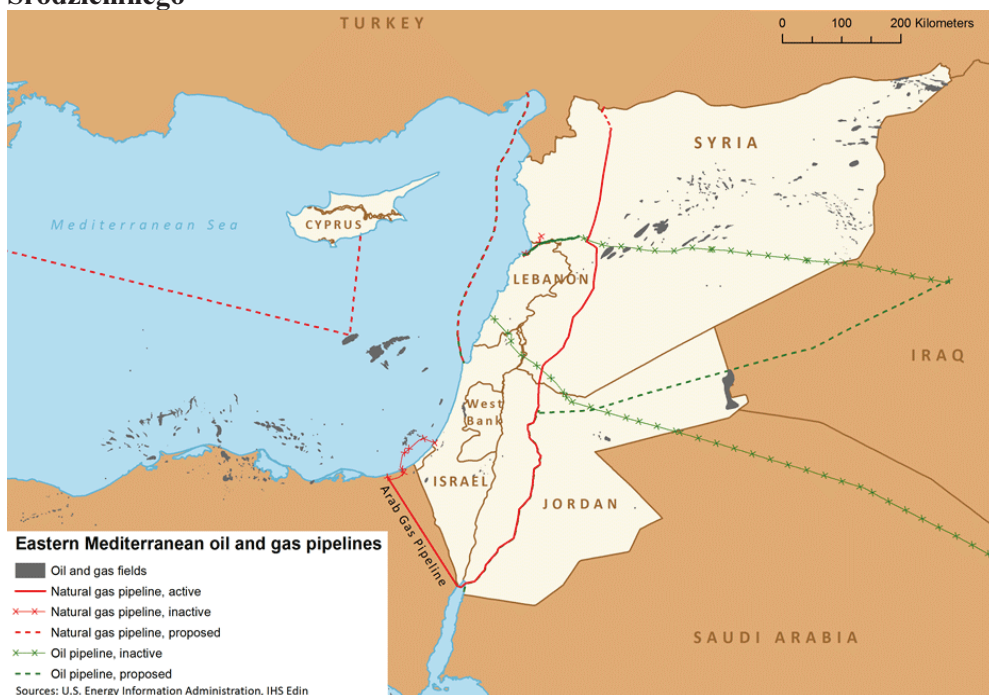 Śródziemnego
TURKEY
0 100 200 Kilometers
SYRIA
Mediterranean Sea
CYPRUS
LEBANON
IRAQ
West
Bank
ISRAEL
JORDAN
Arab Gas Pipeline
SAUDI ARABIA
Eastern Mediterranean oil and gas pipelines
Oil and gas fields
Natural gas pipeline, active
Natural gas pipeline, inactive
Natural gas pipeline, proposed
Oil pipeline, inactive
Oil pipeline, proposed
Sources: U.S. Energy Information Administration, IHS Edin